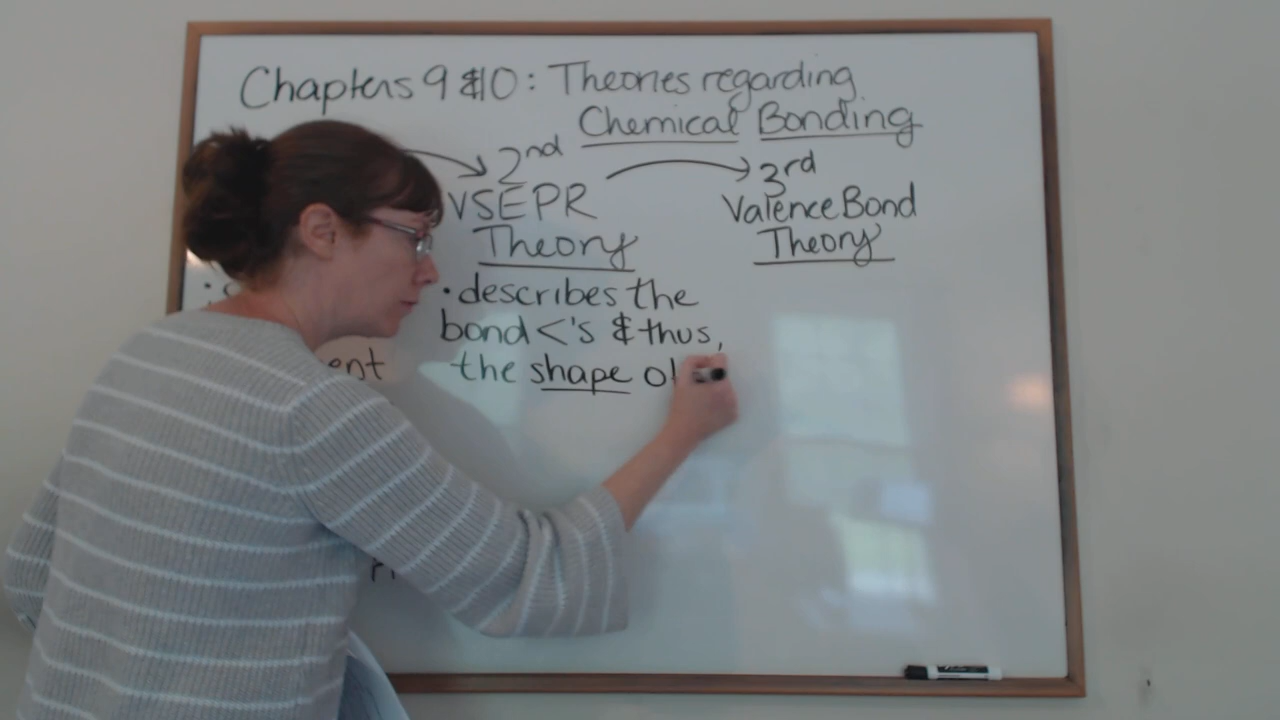 Chapters 9 &10: Theories regarding
Chemical Bonding
2nd
VSEPR
Theory
• describes the
bond <'s & thus,
the shape of
3rd
Valence Bond
Theory